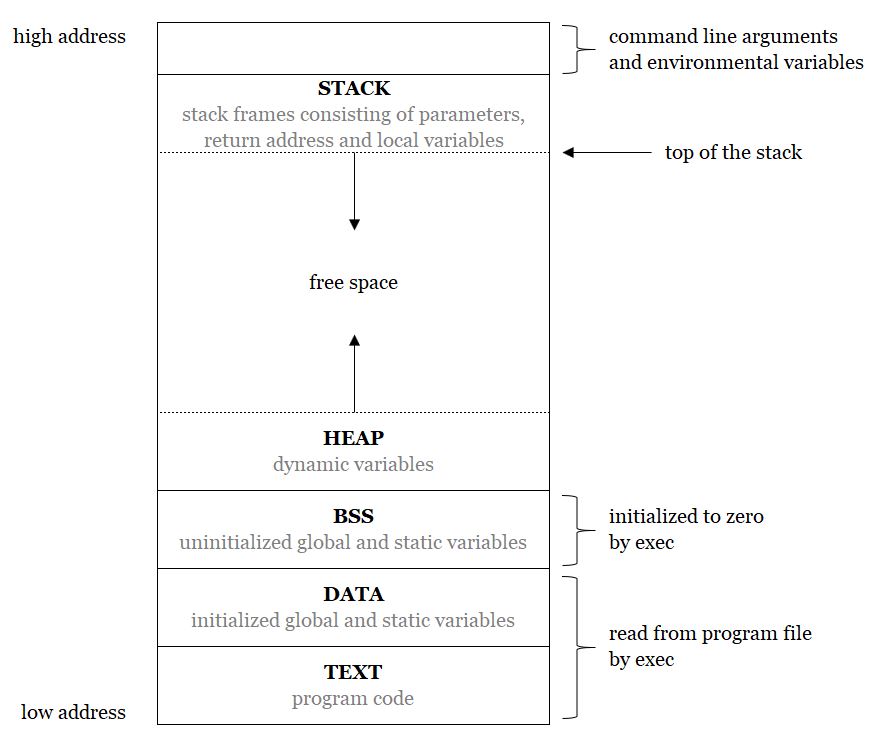 high address
command line arguments
and environmental variables
STACK
stack frames consisting of parameters,
return address and local variables
top of the stack
free space
HEAP
dynamic variables
BSS
uninitialized global and static variables
initialized to zero
by exec
DATA
initialized global and static variables
read from program file
by exec
TEXT
program code
low address